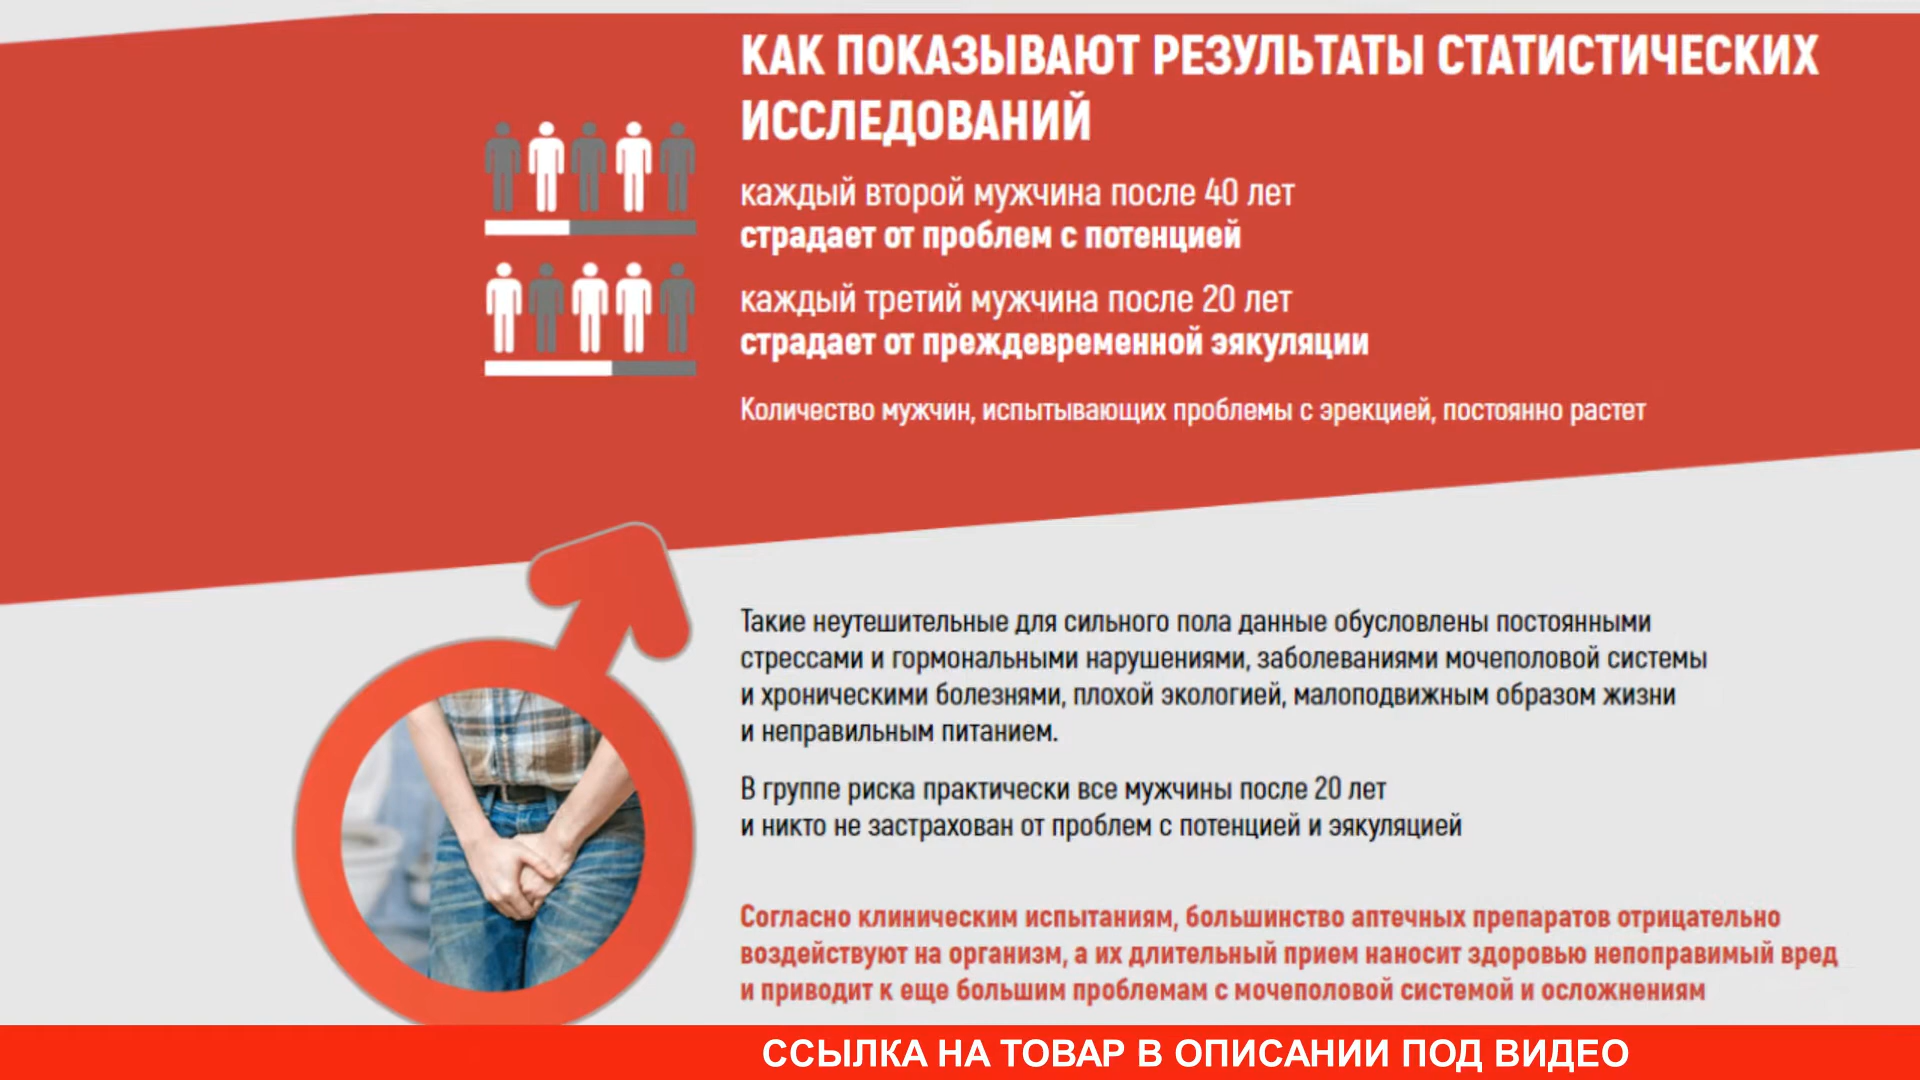 КАК ПОКАЗЫВАЮТ РЕЗУЛЬТАТЫ СТАТИСТИЧЕСКИХ
ИССЛЕДОВАНИЙ
каждый второй мужчина после 40 лет
страдает от проблем с потенцией
каждый третий мужчина после 20 лет
страдает от преждевременной эякуляции
Количество мужчин, испытывающих проблемы с эрекцией, постоянно растет
Такие неутешительные для сильного пола данные обусловлены постоянными
стрессами и гормональными нарушениями, заболеваниями мочеполовой системы
и хроническими болезнями, плохой экологией, малоподвижным образом жизни
и неправильным питанием.
В группе риска практически все мужчины после 20 лет
и никто не застрахован от проблем с потенцией и эякуляцией
Согласно клиническим испытаниям, большинство аптечных препаратов отрицательно
воздействуют на организм, а их длительный прием наносит здоровью непоправимый вред
и приводит к еще большим проблемам с мочеполовой системой и осложнениям
ССЫЛКА НА ТОВАР В ОПИСАНИИ ПОД ВИДЕО